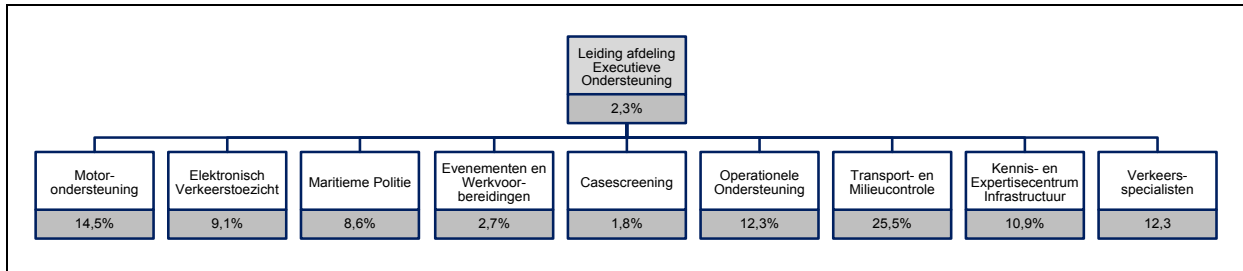 Leiding afdeling
Executieve
Ondersteuning
2,3%
Motor-
ondersteuning
14,5%
Elektronisch
Verkeerstoezicht
9,1%
Maritieme Politie
8,6%
Evenementen en
Werkvoor-
bereidingen
2,7%
Casescreening
1,8%
Operationele
Ondersteuning
12,3%
Transport- en
Milieucontrole
25,5%
Kennis- en
Expertisecentrum
Infrastructuur
10,9%
Verkeers-
specialisten
12,3